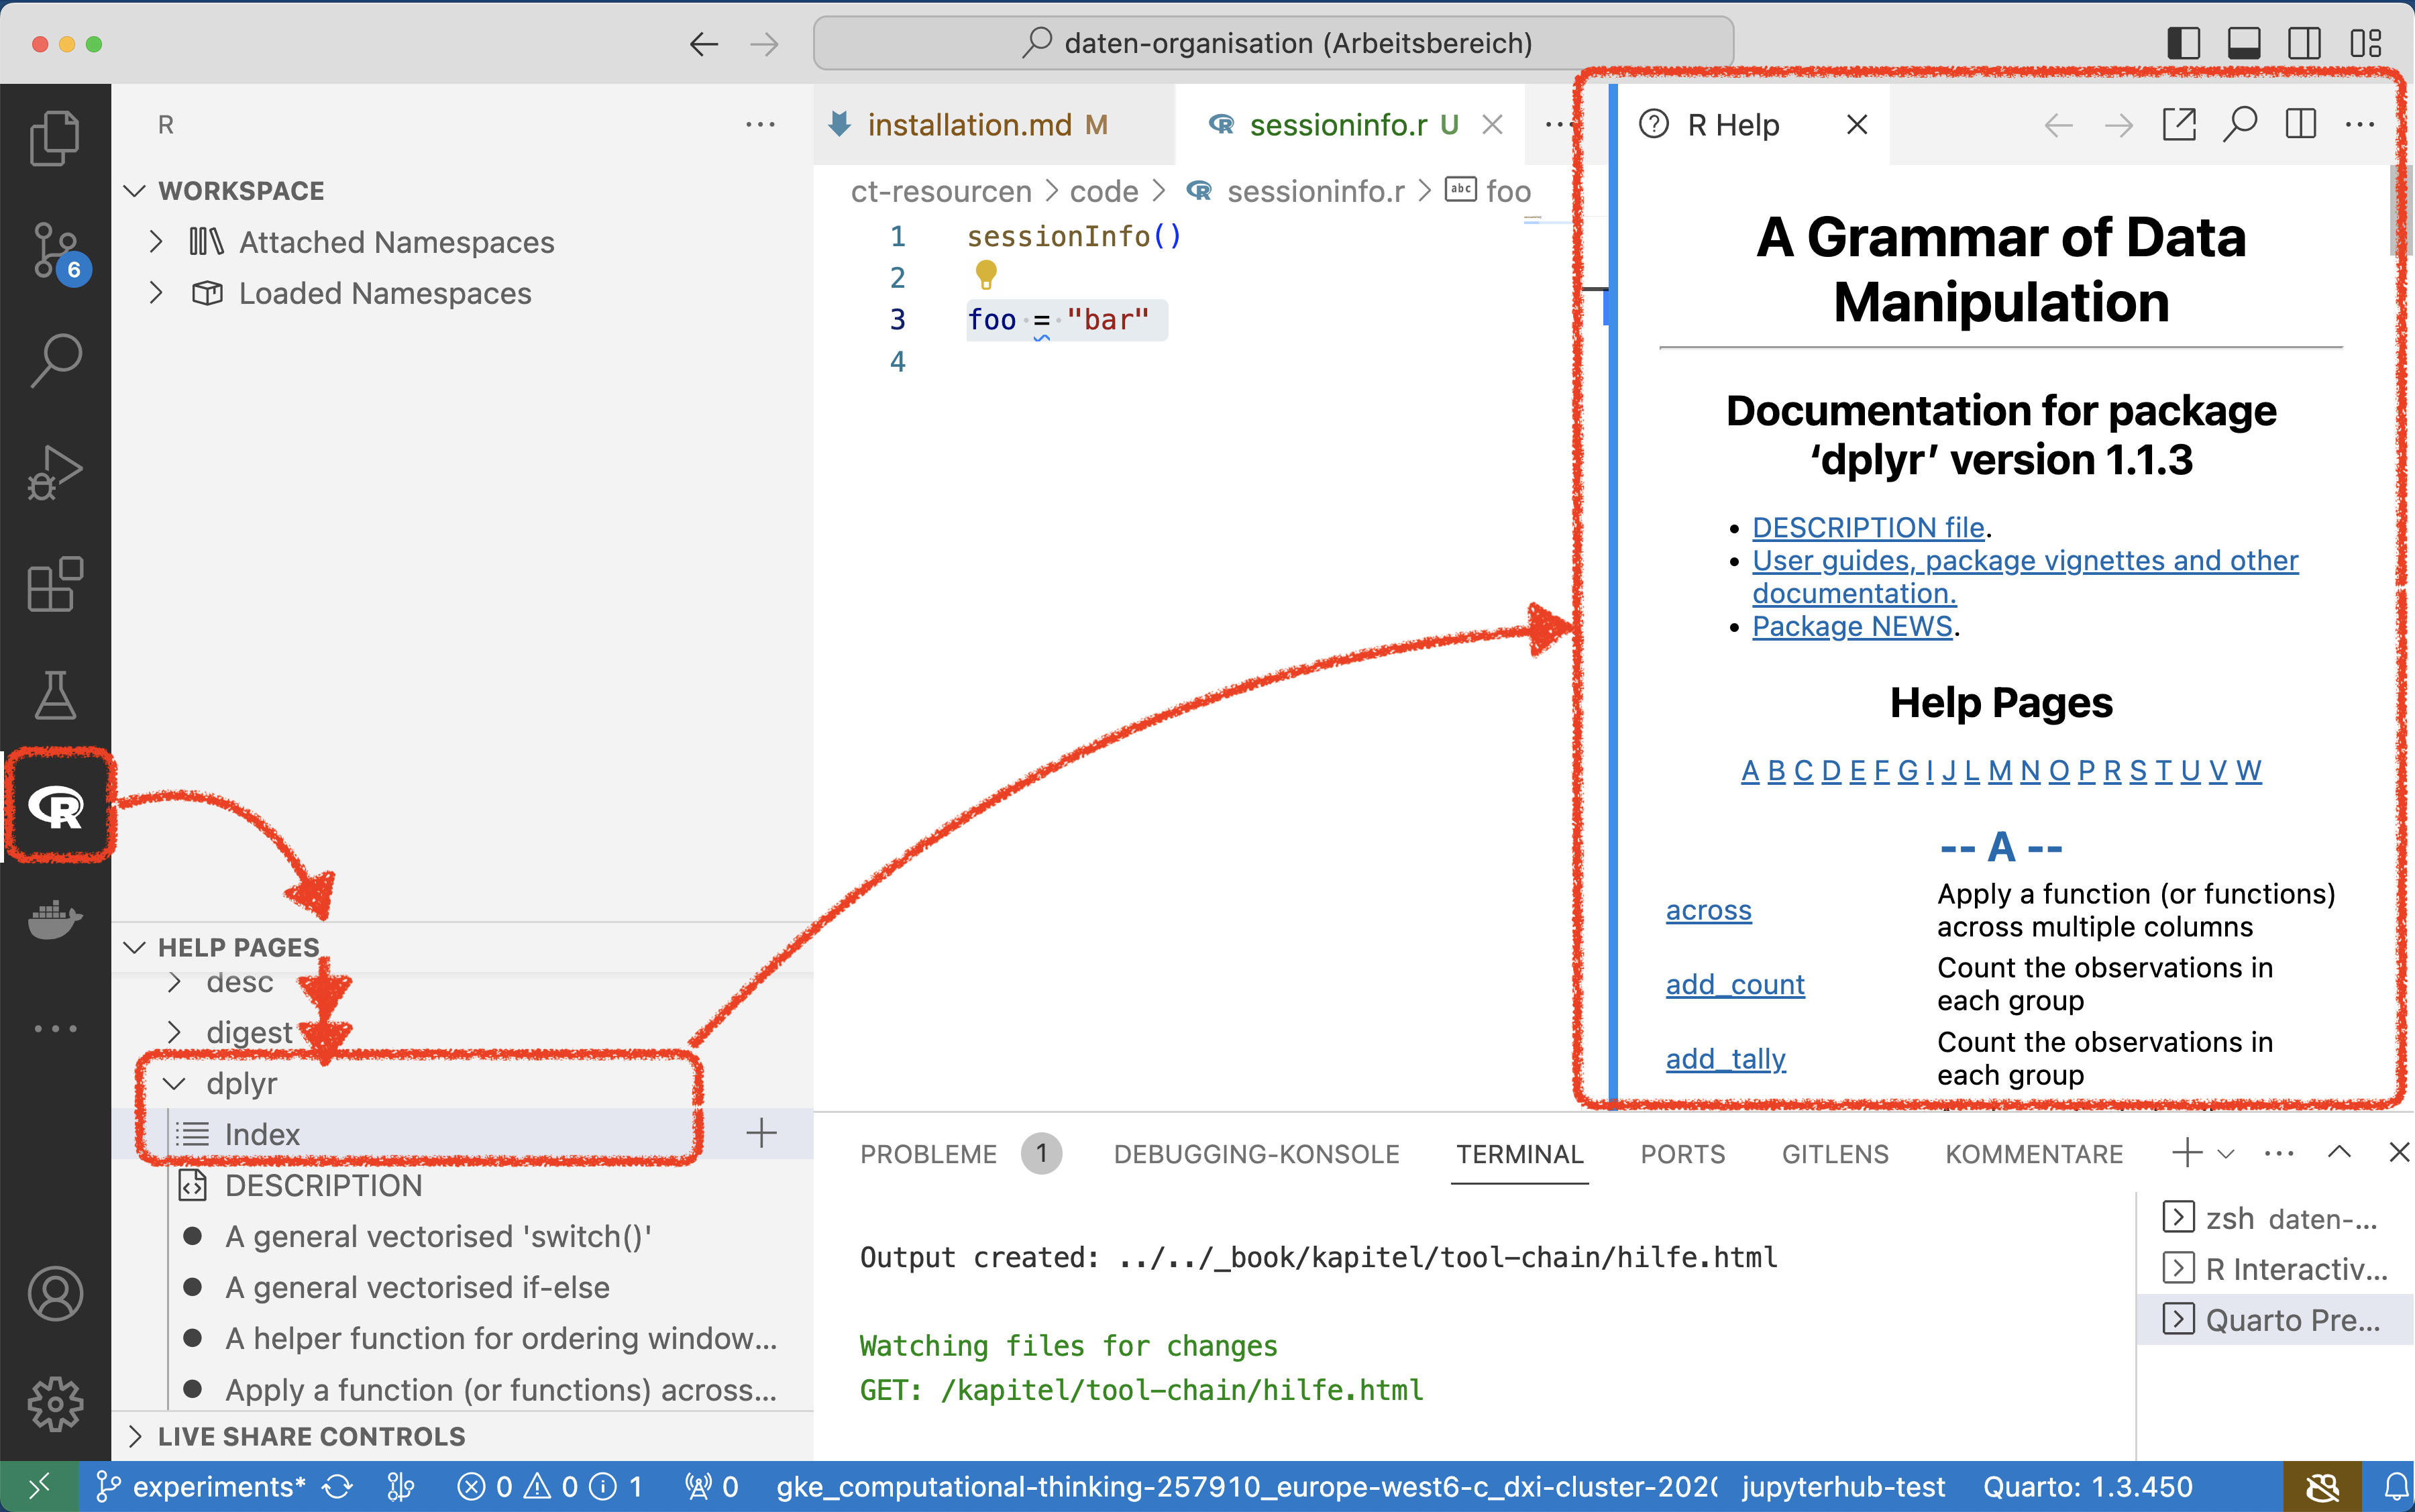 daten-organisation (Arbeitsbereich)
R
WORKSPACE
Attached Namespaces
Loaded Namespaces
6
HELP PAGES
desc
digest
dplyr
Index
DESCRIPTION
A general vectorised 'switch()'
A general vectorised if-else
A helper function for ordering window...
Apply a function (or functions) across...
LIVE SHARE CONTROLS
installation.md M
sessioninfo.r U
ct-resourcen > code > sessioninfo.r > abc foo
1 sessionInfo()
2
3 foo = "bar"
4
R Help
A Grammar of Data
Manipulation
Documentation for package
‘dplyr’ version 1.1.3
• DESCRIPTION file.
• User guides, package vignettes and other
documentation.
• Package NEWS.
Help Pages
A B C D E F G I J L M N O P R S T U V W
-- A --
across Apply a function (or functions)
across multiple columns
add_count Count the observations in
each group
add_tally Count the observations in
each group
PROBLEME 1 DEBUGGING-KONSOLE TERMINAL PORTS GITLENS KOMMENTARE
Output created: ../../_book/kapitel/tool-chain/hilfe.html
Watching files for changes
GET: /kapitel/tool-chain/hilfe.html
zsh daten-...
R Interactiv...
Quarto Pre...
experiments* 0 0 1 0 gke_computational-thinking-257910_europe-west6-c_dxi-cluster-202 jupyterhub-test Quarto: 1.3.450